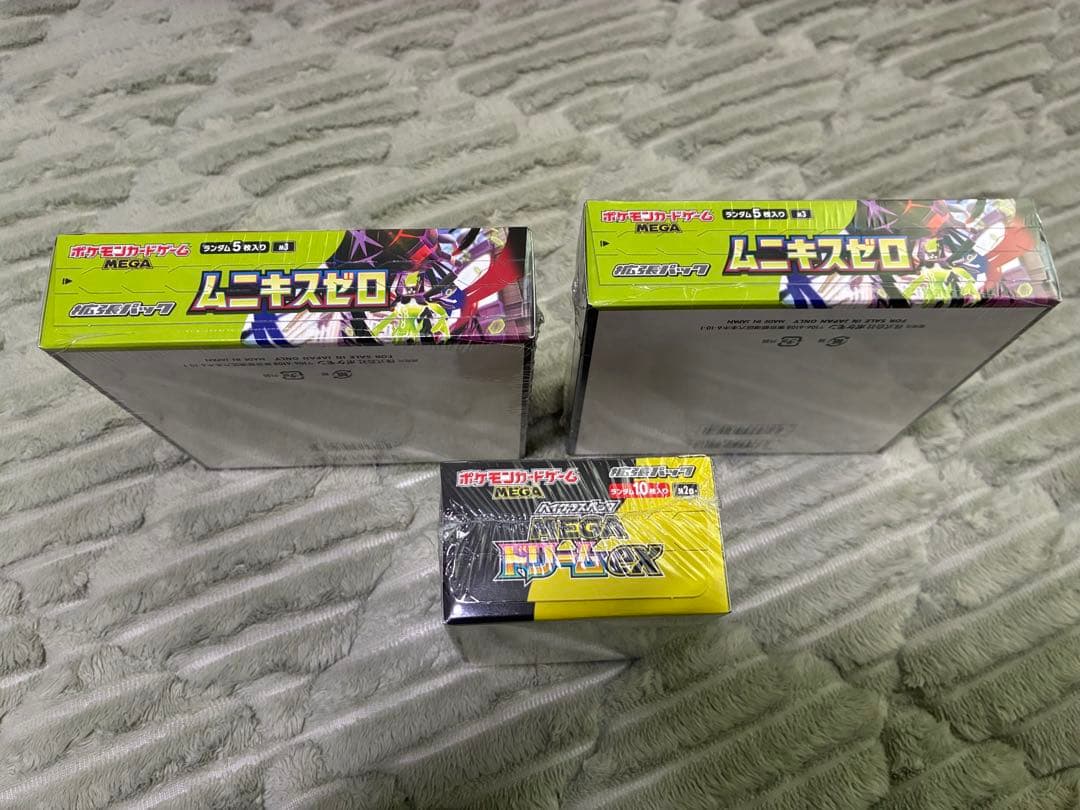 ポケモンカードゲーム
MEGA
ランダム5枚入り
M3
拡張パック
ムニキスゼロ
FOR SALE IN JAPAN ONLY MADE IN JAPAN
ポケモンカードゲーム
MEGA
ランダム5枚入り
M3
拡張パック
ムニキスゼロ
FOR SALE IN JAPAN ONLY MADE IN JAPAN
ポケモンカードゲーム
MEGA
拡張パック
ランダム10枚入り
ハイクラスパック
MEGA
ドリームex